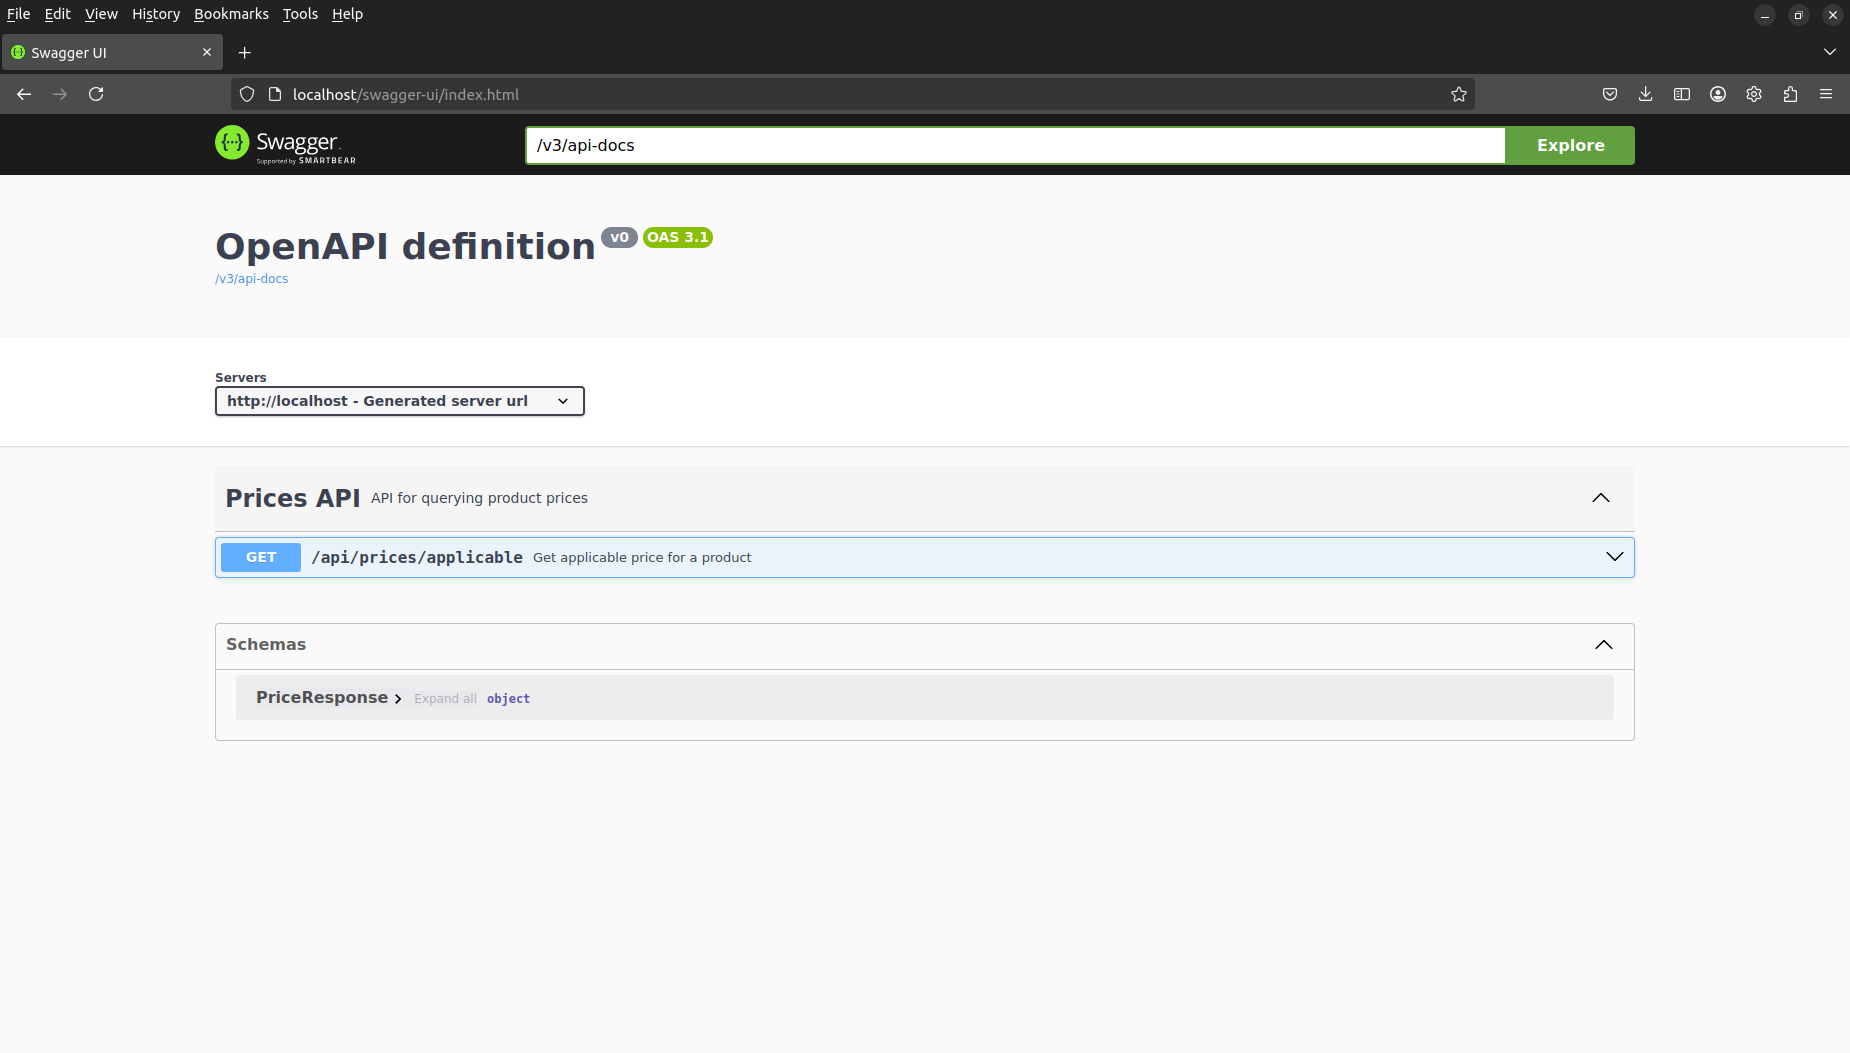 File Edit View History Bookmarks Tools Help
Swagger UI
localhost/swagger-ui/index.html
Swagger
Supported by SMARTBEAR
/v3/api-docs
Explore
OpenAPI definition v0 OAS 3.1
/v3/api-docs
Servers
http://localhost - Generated server url
Prices API API for querying product prices
GET /api/prices/applicable Get applicable price for a product
Schemas
PriceResponse Expand all object